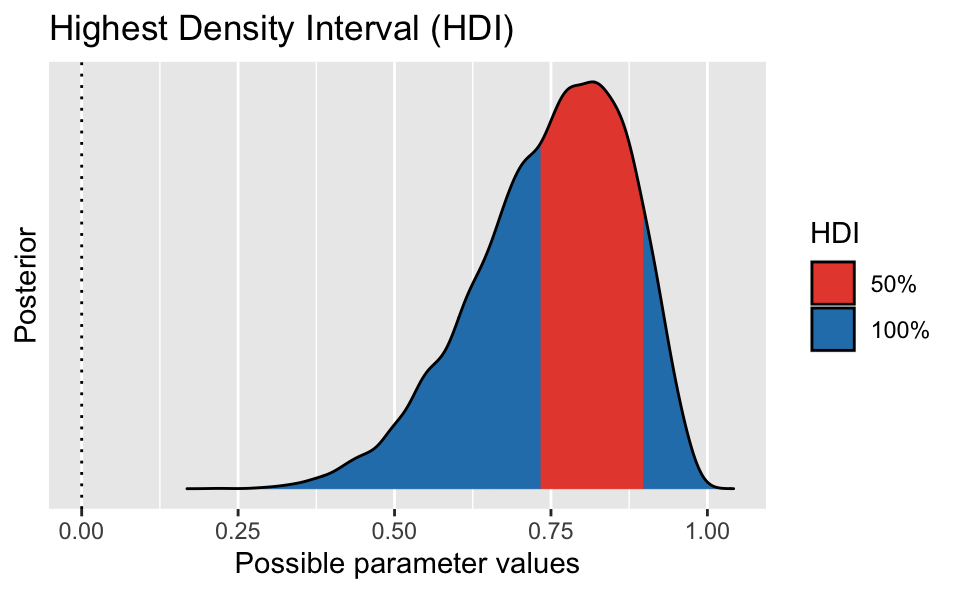 Highest Density Interval (HDI)
Posterior
0.00 0.25 0.50 0.75 1.00
Possible parameter values
HDI
50%
100%